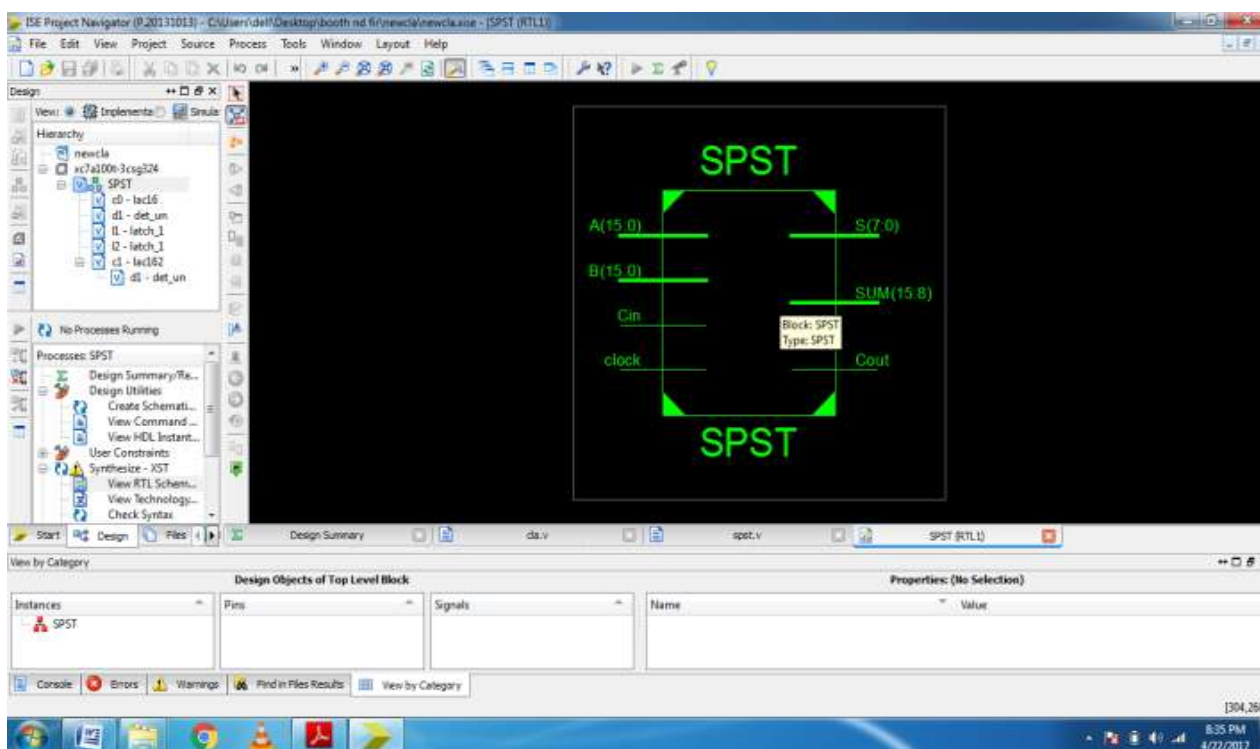 ISE Project Navigator (P.20131013) - C:\Users\dell\Desktop\booth nd fir\newcla\newcla.xise - [SPST (RTL1)]
File Edit View Project Source Process Tools Window Layout Help
Design
View: Implementa Simula
Hierarchy
newcla
xc7a100t-3csg324
SPST
c0 - lac16
d1 - det_un
l1 - latch_1
l2 - latch_1
c1 - lac162
d1 - det_un
No Processes Running
Processes: SPST
Design Summary/Re...
Design Utilities
Create Schemati...
View Command ...
View HDL Instant...
User Constraints
Synthesize - XST
View RTL Schem...
View Technology...
Check Syntax
Start Design Files
SPST
A(15:0)
S(7:0)
B(15:0)
SUM(15:8)
Cin
Block: SPST
Type: SPST
clock
Cout
SPST
Design Summary cla.v spst.v SPST (RTL1)
View by Category
Design Objects of Top Level Block Properties: (No Selection)
Instances Pins Signals Name Value
SPST
Console Errors Warnings Find in Files Results View by Category
[304,26
8:35 PM
4/22/2017